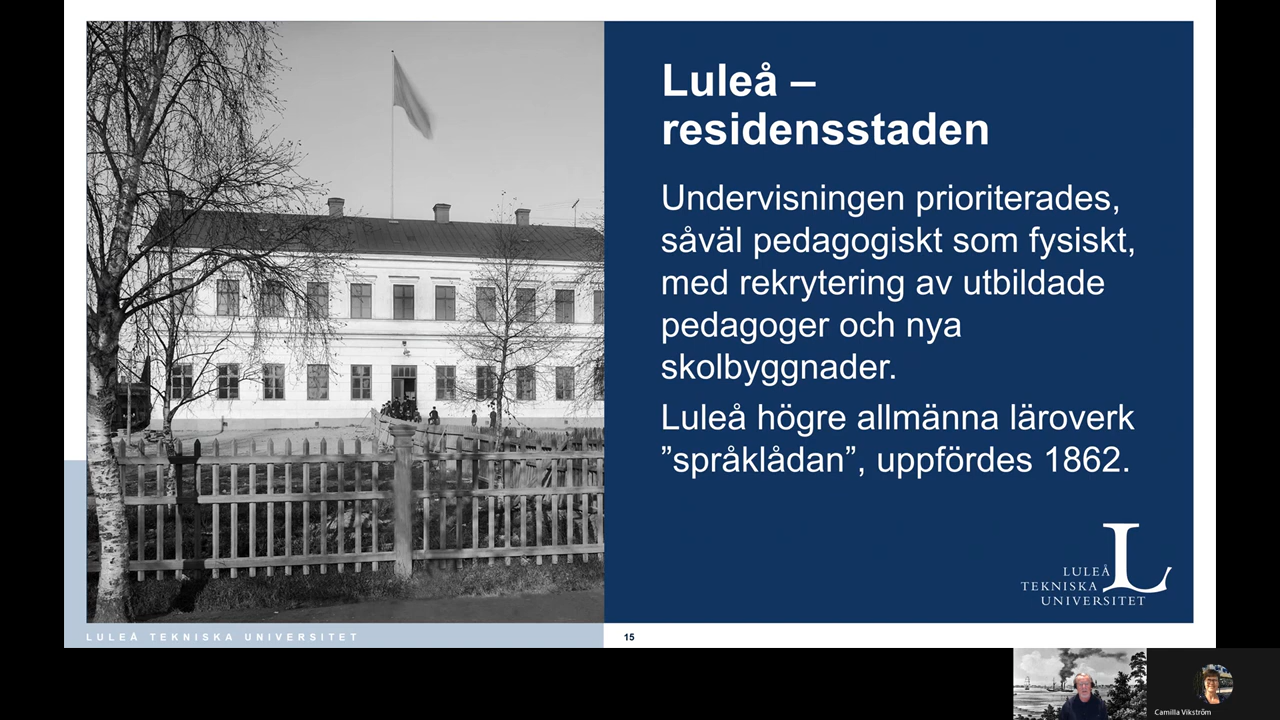 Luleå –
residensstaden
Undervisningen prioriterades,
såväl pedagogiskt som fysiskt,
med rekrytering av utbildade
pedagoger och nya
skolbyggnader.
Luleå högre allmänna läroverk
”språklådan”, uppfördes 1862.
LULEÅ
TEKNISKA
UNIVERSITET
L
LULEÅ TEKNISKA UNIVERSITET
15
Camilla Vikström